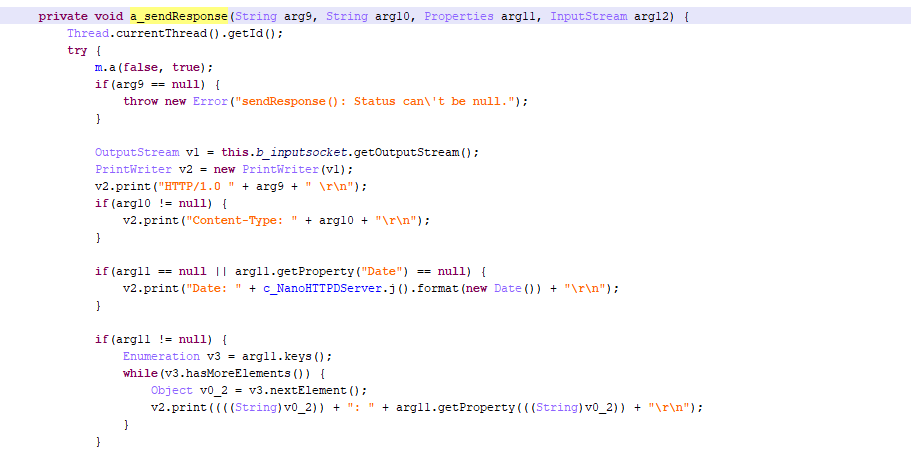 private void a_sendResponse(String arg9, String arg10, Properties arg11, InputStream arg12) {
Thread.currentThread().getId();
try {
m.a(false, true);
if(arg9 == null) {
throw new Error("sendResponse(): Status can\'t be null.");
}
OutputStream v1 = this.b_inputsocket.getOutputStream();
PrintWriter v2 = new PrintWriter(v1);
v2.print("HTTP/1.0 " + arg9 + " \r\n");
if(arg10 != null) {
v2.print("Content-Type: " + arg10 + "\r\n");
}
if(arg11 == null || arg11.getProperty("Date") == null) {
v2.print("Date: " + c_NanoHTTPDServer.j().format(new Date()) + "\r\n");
}
if(arg11 != null) {
Enumeration v3 = arg11.keys();
while(v3.hasMoreElements()) {
Object v0_2 = v3.nextElement();
v2.print((((String)v0_2)) + ": " + arg11.getProperty(((String)v0_2)) + "\r\n");
}
}